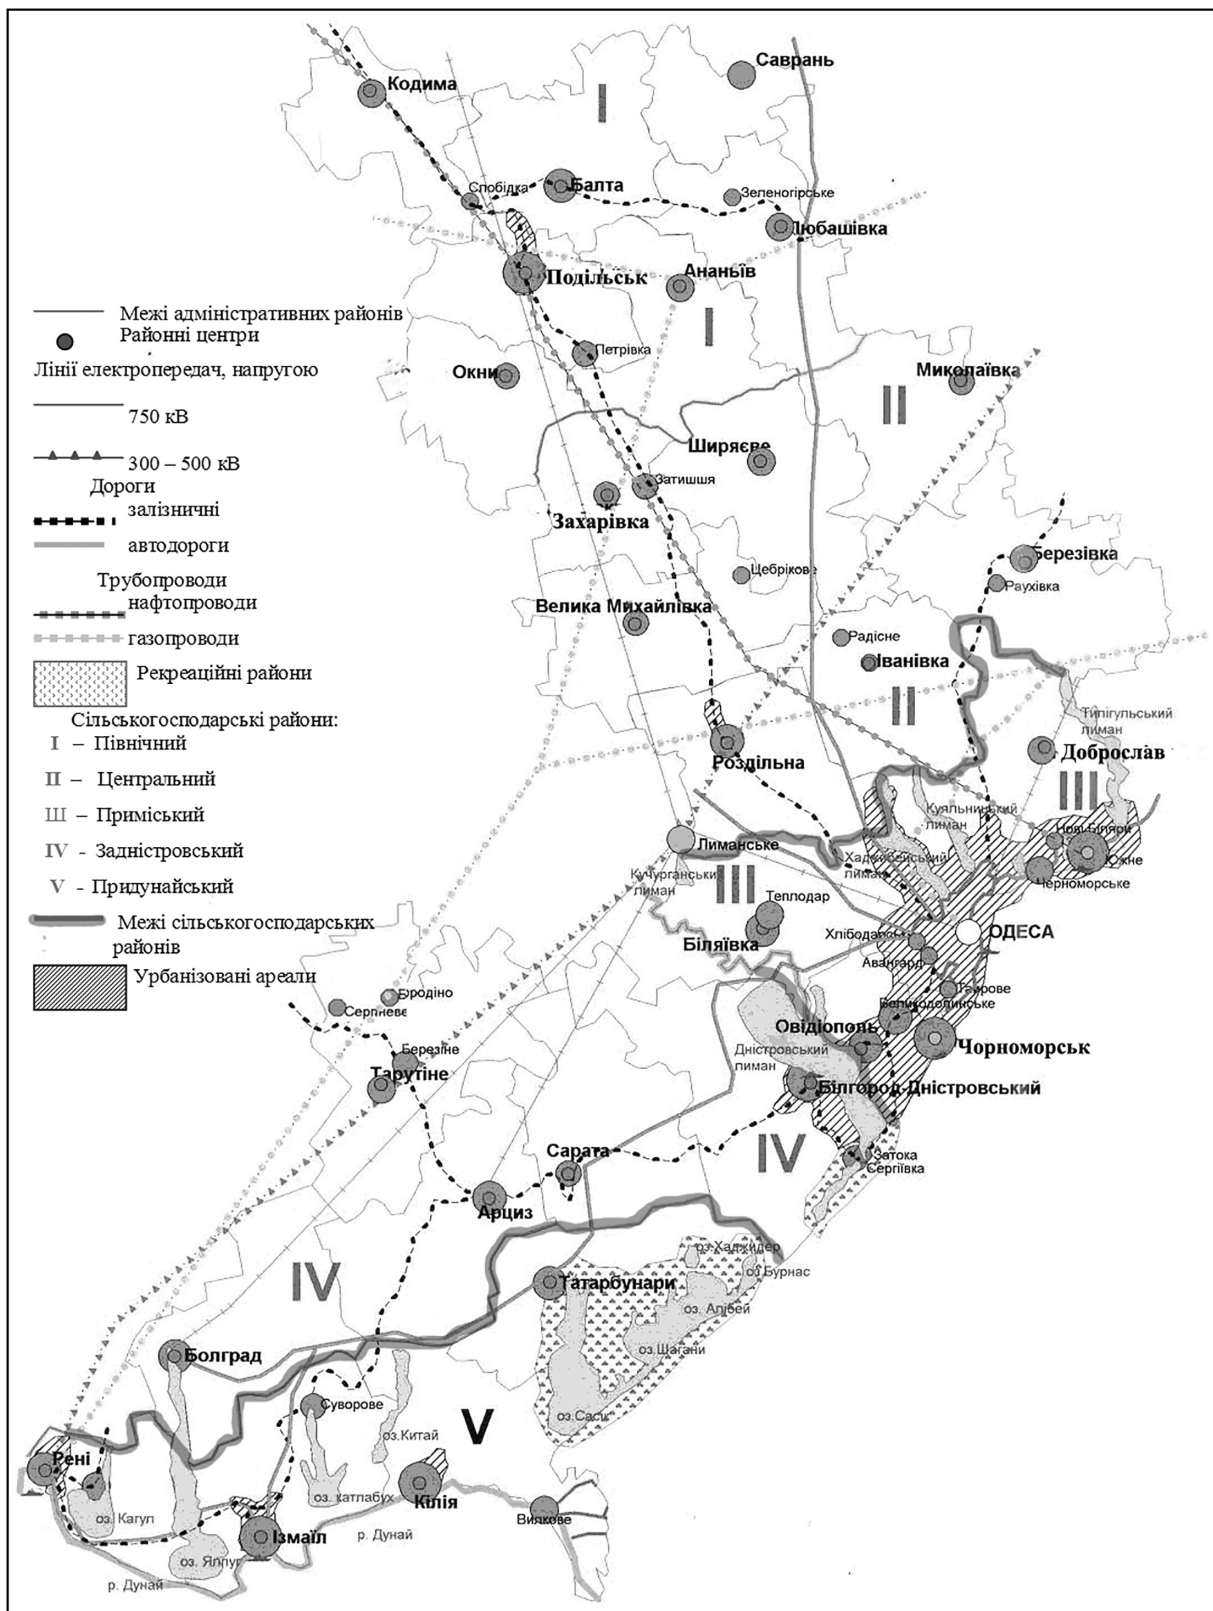 Саврань
Кодима
I
Слобідка
Балта
Зеленогірське
Любашівка
Подільськ
Ананьїв
I
Межі адміністративних районів
Районні центри
Лінії електропередач, напругою
750 кВ
300 – 500 кВ
Дороги
залізничні
автодороги
Трубопроводи
нафтопроводи
газопроводи
Рекреаційні райони
Сільськогосподарські райони:
I – Північний
II – Центральний
Ш – Приміський
IV - Задністровський
V - Придунайський
Межі сільськогосподарських
районів
Урбанізовані ареали
Петрівка
Окни
Миколаївка
II
Ширяєве
Затишшя
Захарівка
Березівка
Раухівка
Цебрікове
Велика Михайлівка
Радісне
Іванівка
II
Тилігульський
лиман
Роздільна
Доброслав
III
Куяльницький
лиман
Нові Біляри
Южне
Лиманське
Хаджибейський
лиман
Черноморське
Кучурганський
лиман
III
Теплодар
Біляївка
Хлібодарське
ОДЕСА
Авангард
Таїрове
Великодолинське
Бородіно
Серпневе
Овідіополь
Чорноморськ
Дністровський
лиман
Березіне
Тарутіне
Білгород-Дністровський
Сарата
IV
Затока
Сергіївка
Арциз
оз.Хаджидер
оз.Бурнас
IV
Татарбунари
оз. Алібей
оз.Шагани
Болград
Суворове
V
оз.Сасик
оз.Китай
Рені
оз. Кагул
оз. катлабух
Кілія
Вилкове
Ізмаїл
р. Дунай
оз. Ялпуг
р. Дунай